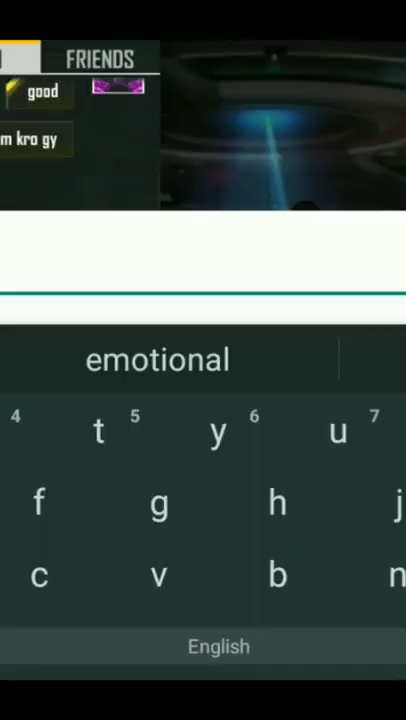 FRIENDS
good
m kro gy
emotional
4 t 5 y 6 u 7
f g h j
c v b n
English